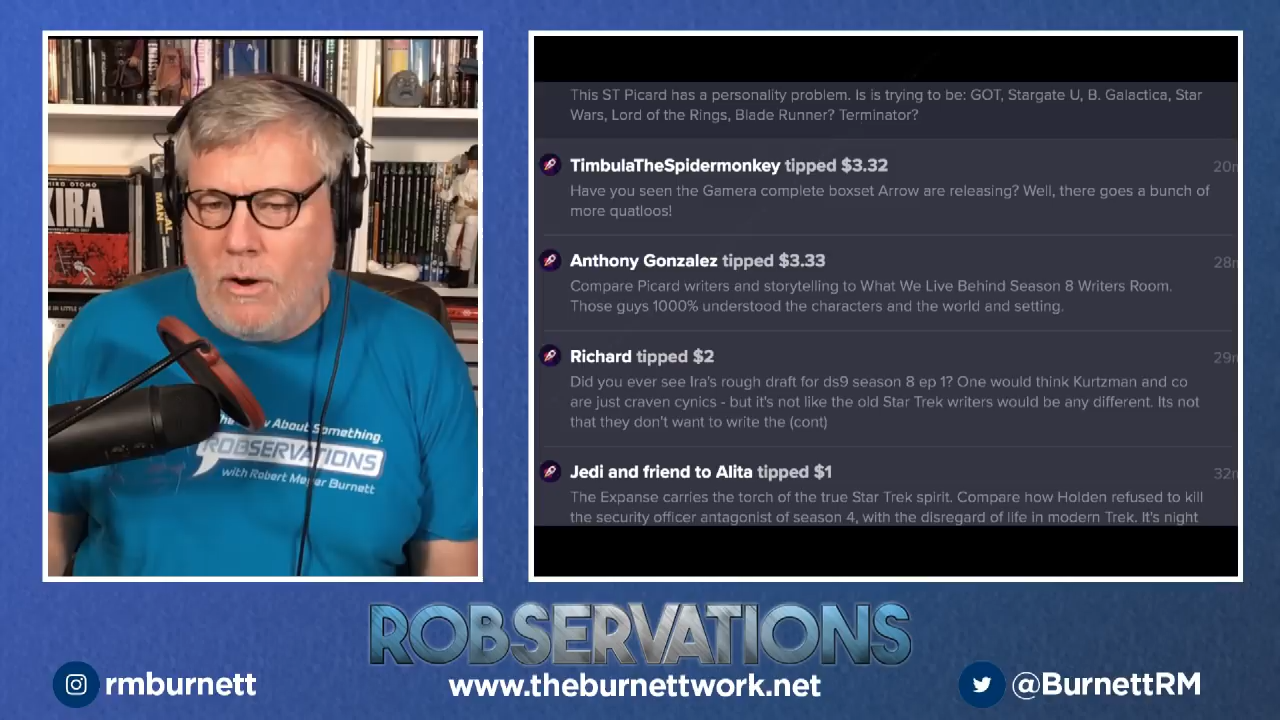 This ST Picard has a personality problem. Is is trying to be: GOT, Stargate U, B. Galactica, Star
Wars, Lord of the Rings, Blade Runner? Terminator?
TimbulaTheSpidermonkey tipped $3.32
20
Have you seen the Gamera complete boxset Arrow are releasing? Well, there goes a bunch of
more quatloos!
Anthony Gonzalez tipped $3.33
28
Compare Picard writers and storytelling to What We Live Behind Season 8 Writers Room.
Those guys 1000% understood the characters and the world and setting.
Richard tipped $2
29
Did you ever see Ira's rough draft for ds9 season 8 ep 1? One would think Kurtzman and co
are just craven cynics - but it's not like the old Star Trek writers would be any different. Its not
that they don't want to write the (cont)
Jedi and friend to Alita tipped $1
32
The Expanse carries the torch of the true Star Trek spirit. Compare how Holden refused to kill
the security officer antagonist of season 4, with the disregard of life in modern Trek. It's night
About Something.
ROBSERVATIONS
with Robert Meyer Burnett
ROBSERVATIONS
rmburnett
www.theburnettwork.net
@BurnettRM